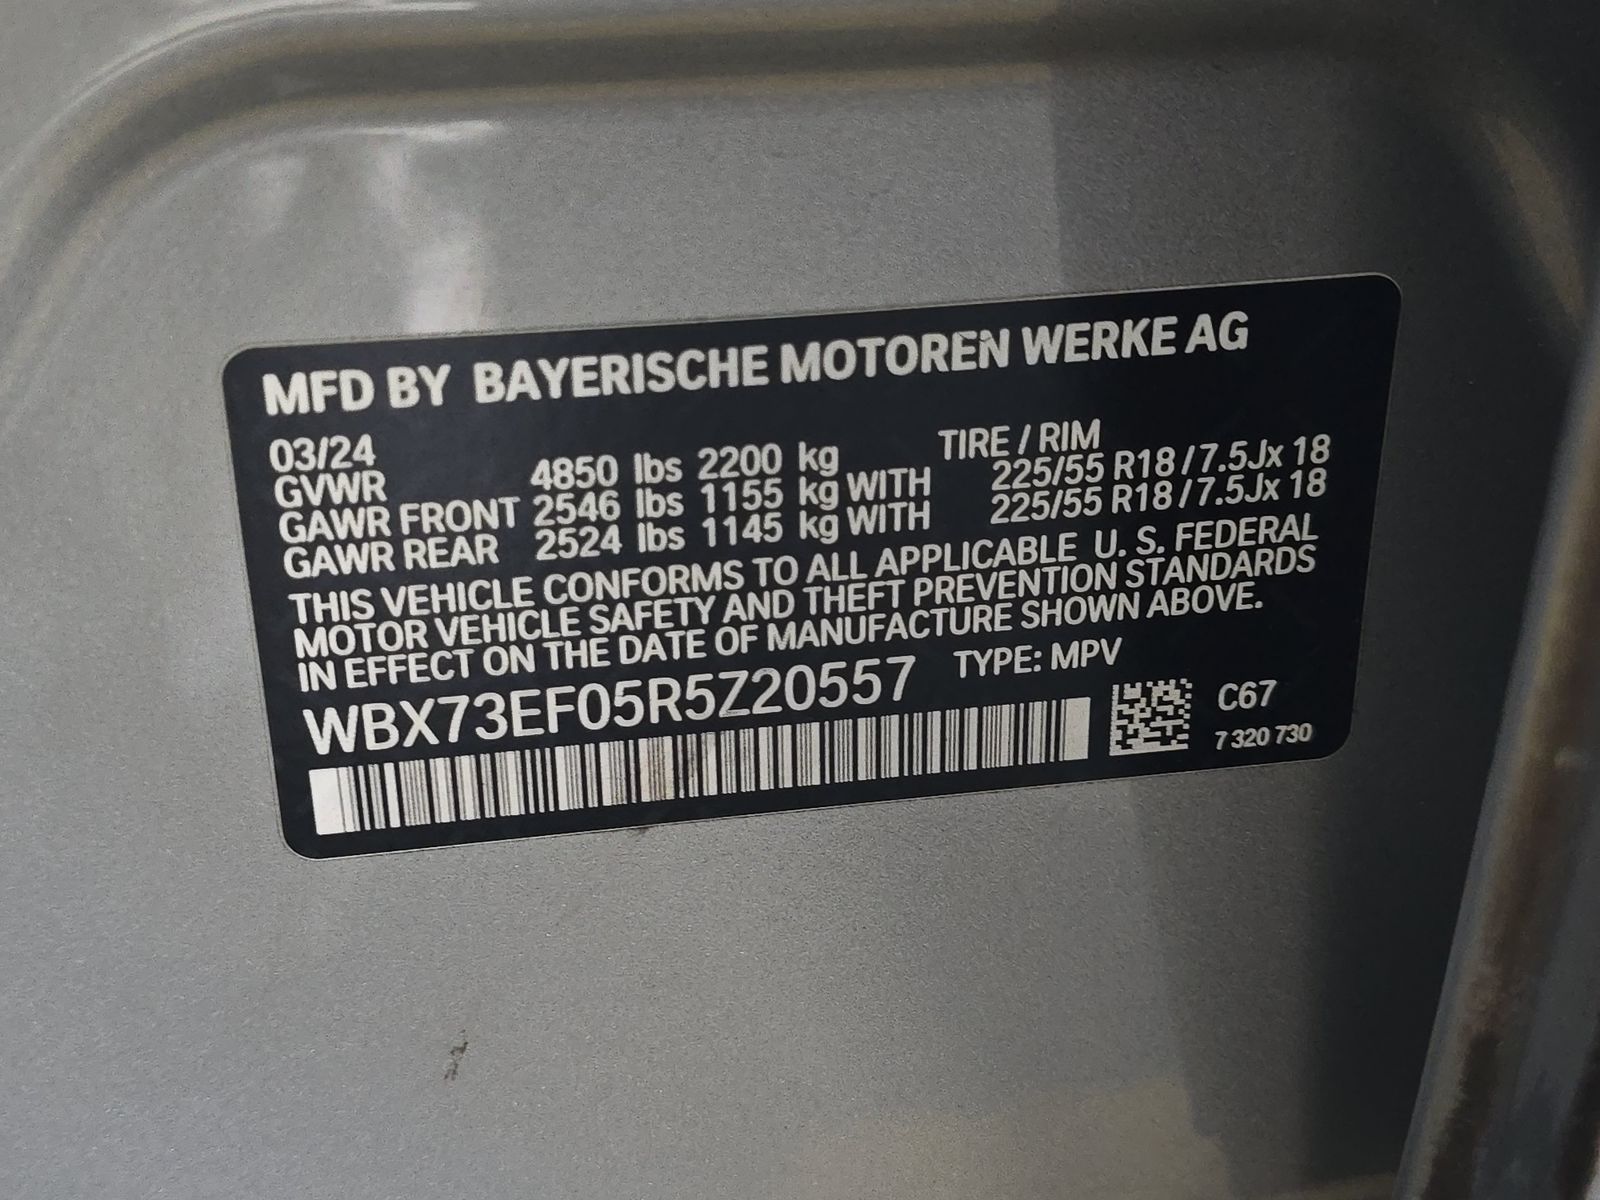 MFD BY BAYERISCHE MOTOREN WERKE AG
03/24 TIRE / RIM
GVWR 4850 lbs 2200 kg
GAWR FRONT 2546 lbs 1155 kg WITH 225/55 R18 / 7.5Jx 18
GAWR REAR 2524 lbs 1145 kg WITH 225/55 R18 / 7.5Jx 18
THIS VEHICLE CONFORMS TO ALL APPLICABLE U. S. FEDERAL
MOTOR VEHICLE SAFETY AND THEFT PREVENTION STANDARDS
IN EFFECT ON THE DATE OF MANUFACTURE SHOWN ABOVE.
WBX73EF05R5Z20557 TYPE: MPV
C67
7 320 730